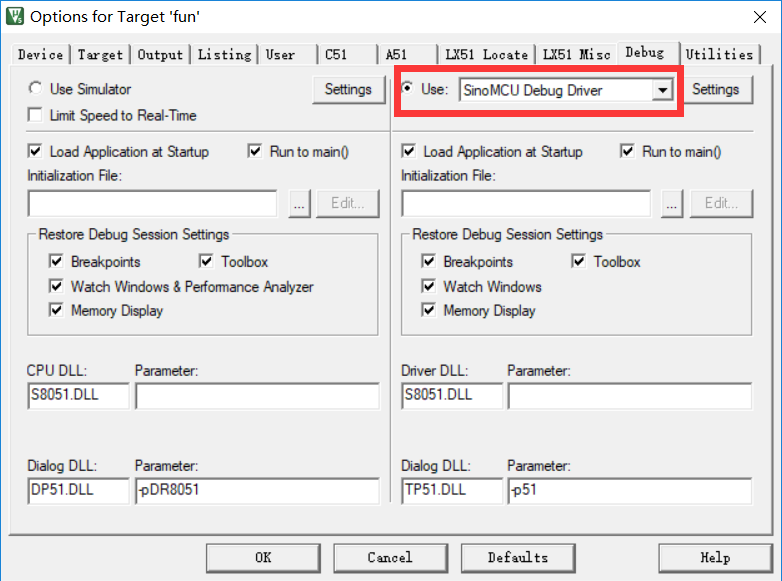 Options for Target 'fun'
Device Target Output Listing User C51 A51 LX51 Locate LX51 Misc Debug Utilities
Use Simulator Settings Use: SinoMCU Debug Driver Settings
Limit Speed to Real-Time
Load Application at Startup Run to main() Load Application at Startup Run to main()
Initialization File: Initialization File:
... Edit... ... Edit...
Restore Debug Session Settings Restore Debug Session Settings
Breakpoints Toolbox Breakpoints Toolbox
Watch Windows & Performance Analyzer Watch Windows
Memory Display Memory Display
CPU DLL: Parameter: Driver DLL: Parameter:
S8051.DLL S8051.DLL
Dialog DLL: Parameter: Dialog DLL: Parameter:
DP51.DLL -pDR8051 TP51.DLL -p51
OK Cancel Defaults Help